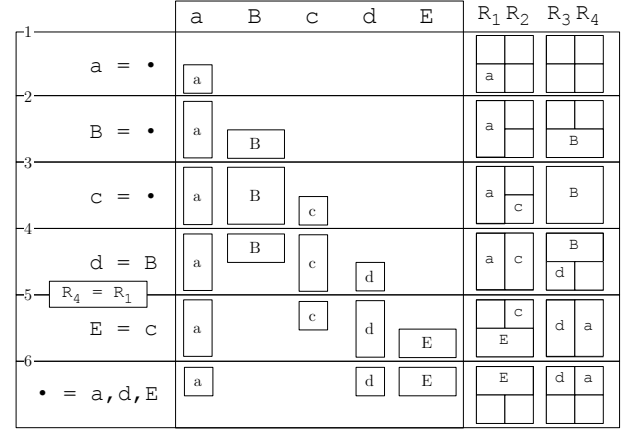 a B c d E R1 R2 R3 R4
1
a = • a a
2
B = • a B a B
3
c = • a B c a c B
4
d = B a B c d a c B d
5 R4 = R1
E = c a c d E c E d a
6
• = a,d,E a d E E d a